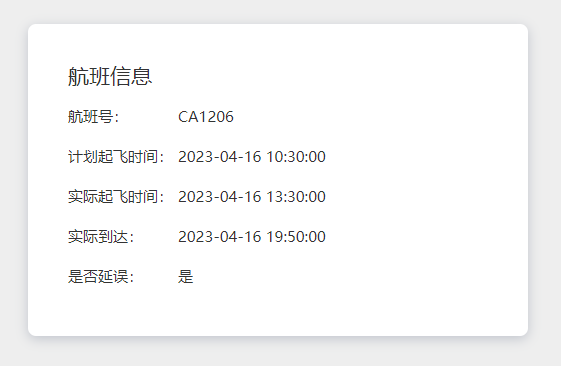 航班信息
航班号： CA1206
计划起飞时间： 2023-04-16 10:30:00
实际起飞时间： 2023-04-16 13:30:00
实际到达： 2023-04-16 19:50:00
是否延误： 是